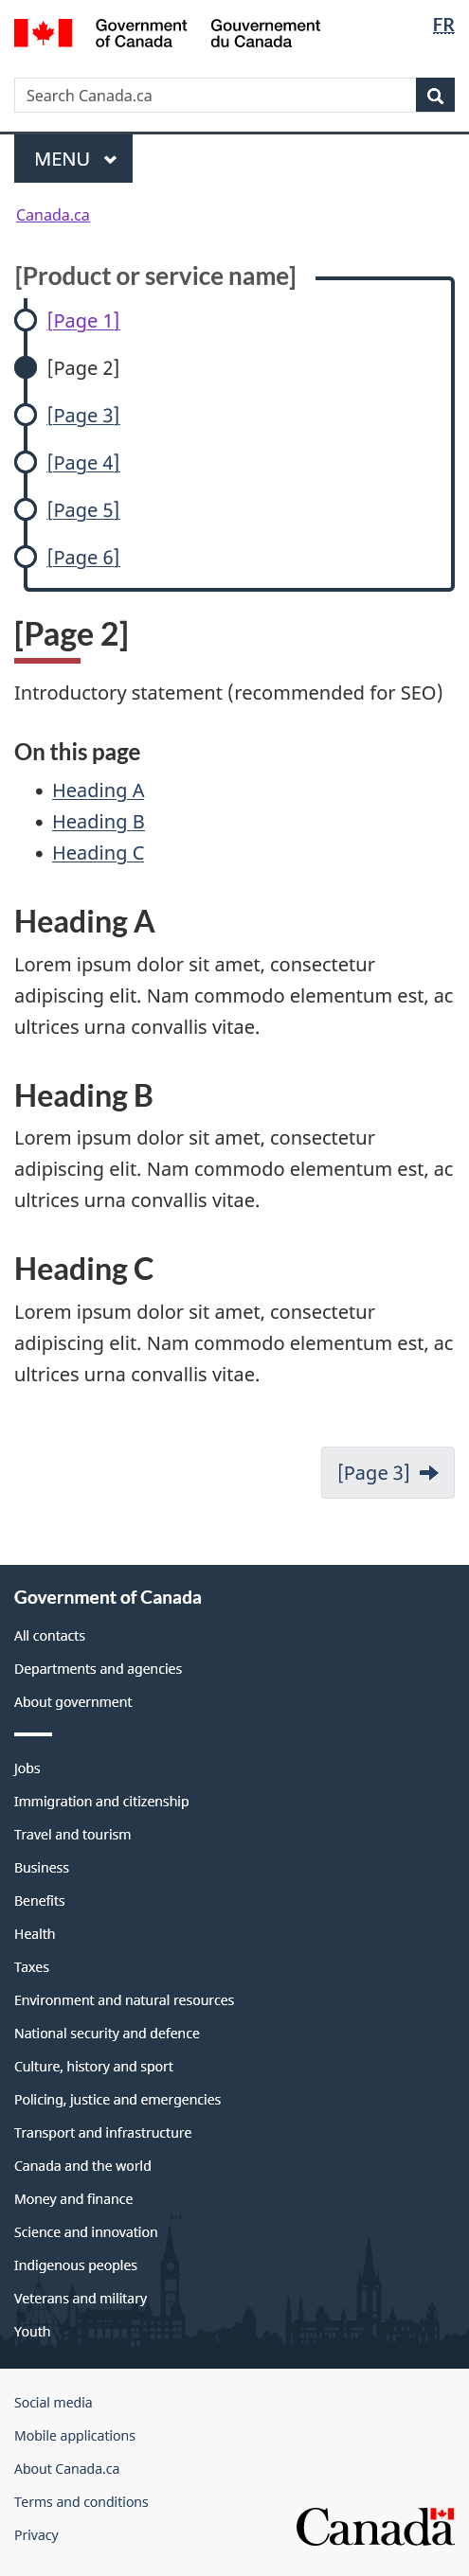 Government of Canada
Gouvernement du Canada
FR
Search Canada.ca
MENU
Canada.ca
[Product or service name]
[Page 1]
[Page 2]
[Page 3]
[Page 4]
[Page 5]
[Page 6]
[Page 2]
Introductory statement (recommended for SEO)
On this page
Heading A
Heading B
Heading C
Heading A
Lorem ipsum dolor sit amet, consectetur
adipiscing elit. Nam commodo elementum est, ac
ultrices urna convallis vitae.
Heading B
Lorem ipsum dolor sit amet, consectetur
adipiscing elit. Nam commodo elementum est, ac
ultrices urna convallis vitae.
Heading C
Lorem ipsum dolor sit amet, consectetur
adipiscing elit. Nam commodo elementum est, ac
ultrices urna convallis vitae.
[Page 3]
Government of Canada
All contacts
Departments and agencies
About government
Jobs
Immigration and citizenship
Travel and tourism
Business
Benefits
Health
Taxes
Environment and natural resources
National security and defence
Culture, history and sport
Policing, justice and emergencies
Transport and infrastructure
Canada and the world
Money and finance
Science and innovation
Indigenous peoples
Veterans and military
Youth
Social media
Mobile applications
About Canada.ca
Terms and conditions
Privacy
Canada